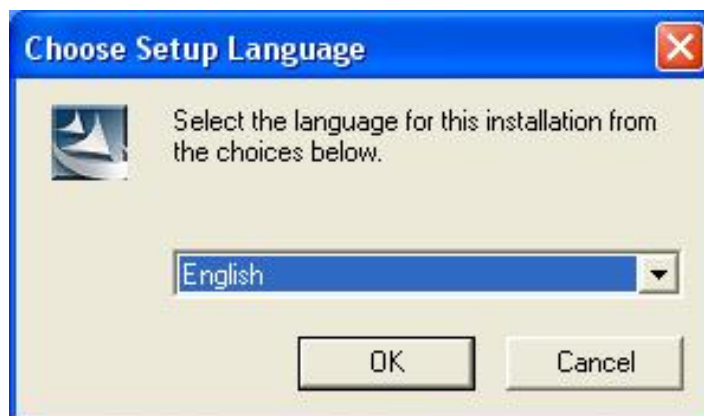 Choose Setup Language
Select the language for this installation from
the choices below.
English
OK
Cancel